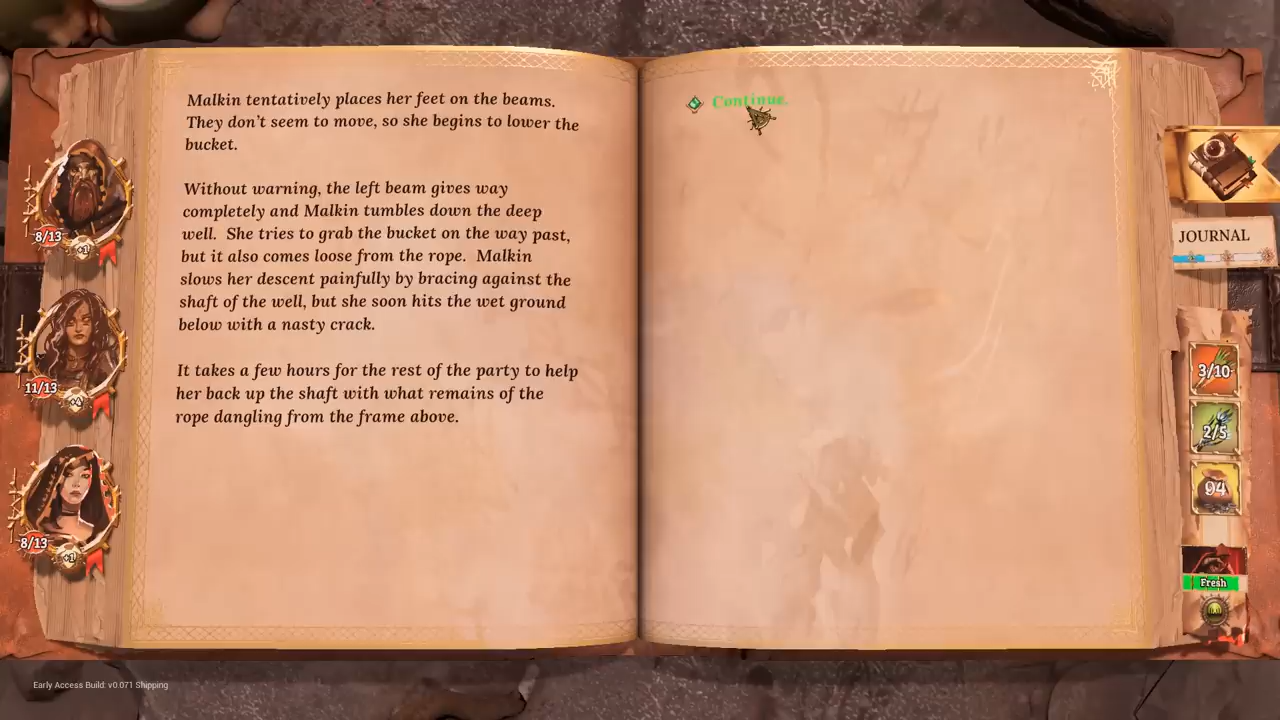 Malkin tentatively places her feet on the beams.
They don't seem to move, so she begins to lower the
bucket.
Without warning, the left beam gives way
completely and Malkin tumbles down the deep
well. She tries to grab the bucket on the way past,
but it also comes loose from the rope. Malkin
slows her descent painfully by bracing against the
shaft of the well, but she soon hits the wet ground
below with a nasty crack.
It takes a few hours for the rest of the party to help
her back up the shaft with what remains of the
rope dangling from the frame above.
Continue.
8/13
11/13
8/13
JOURNAL
3/10
2/5
94
Fresh
Early Access Build: v0.071 Shipping